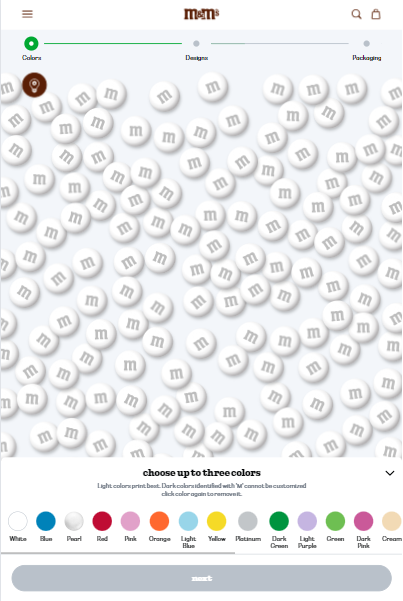 m&m's
Colors
Designs
Packaging
choose up to three colors
Light colors print best. Dark colors identified with 'M' cannot be customized
click color again to remove it.
White
Blue
Pearl
Red
Pink
Orange
Light
Blue
Yellow
Platinum
Dark
Green
Light
Purple
Green
Dark
Pink
Cream
next